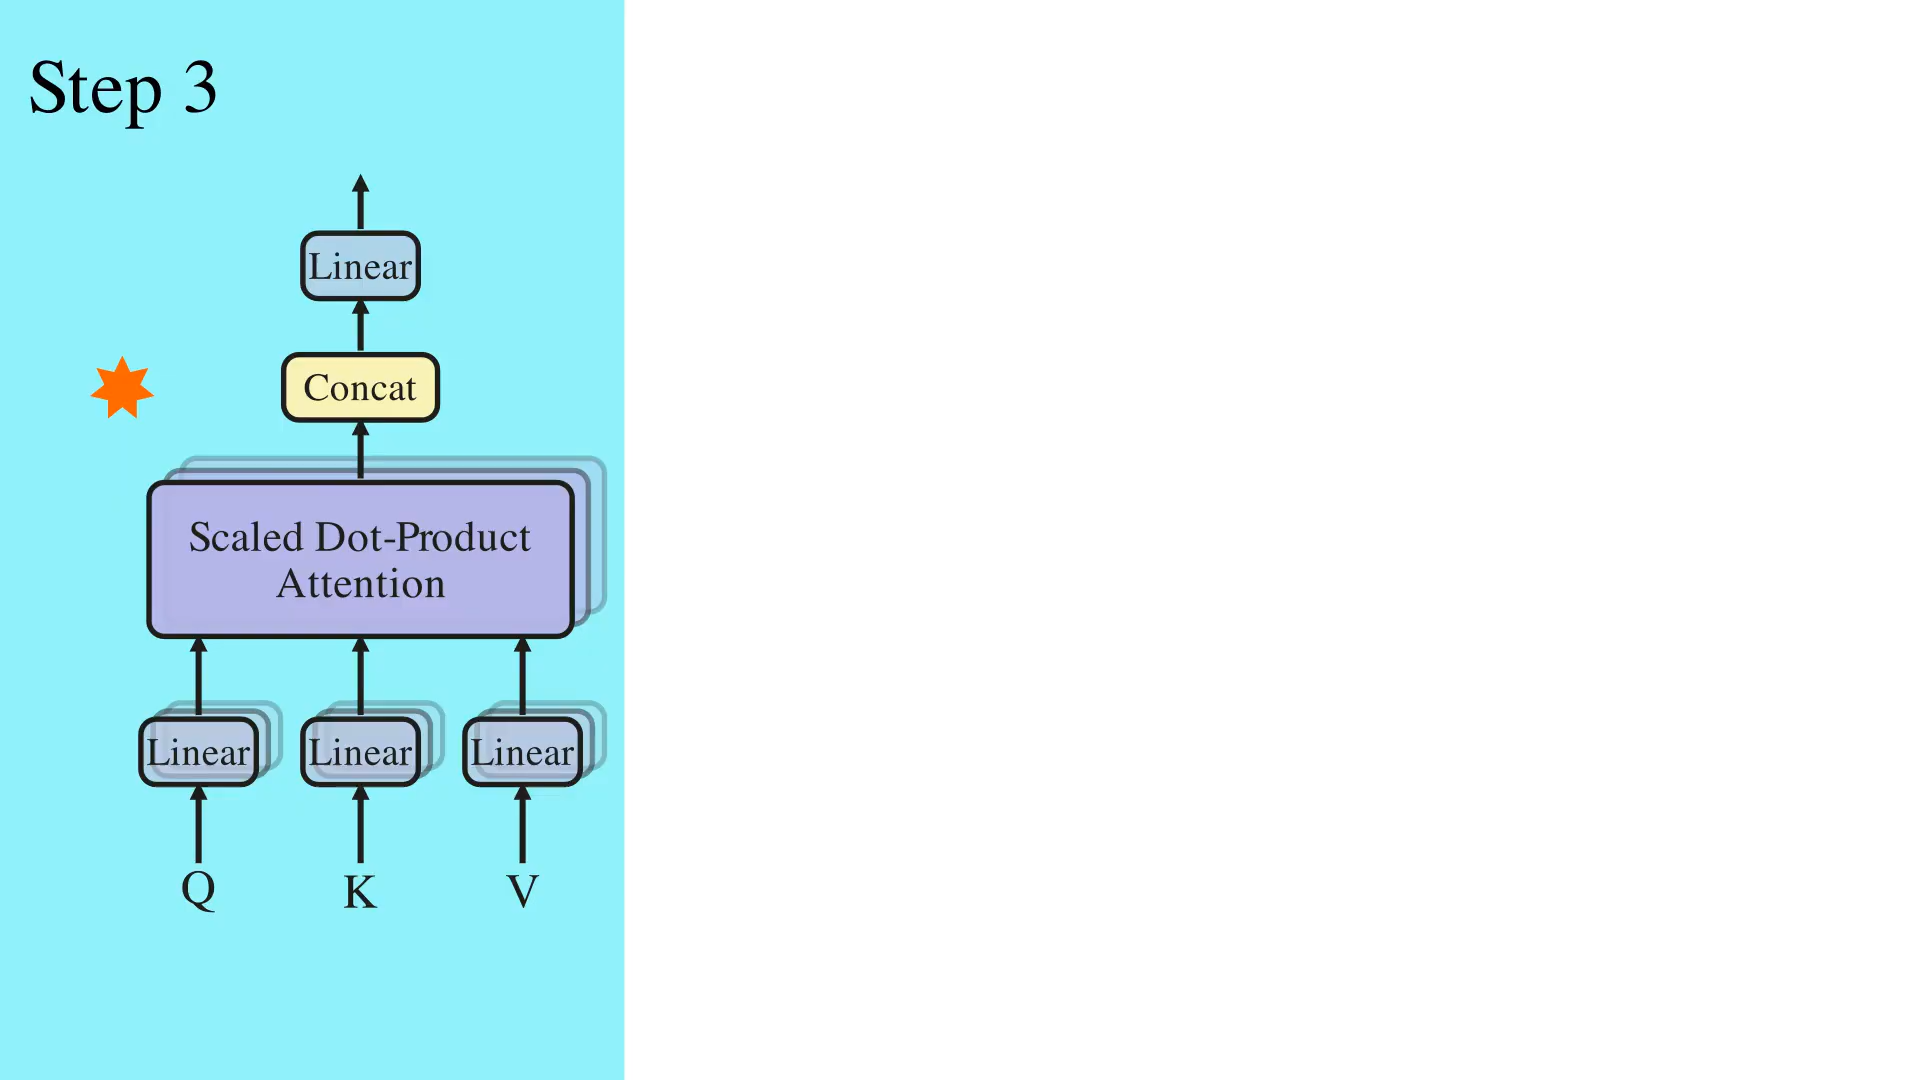 Step 3
Linear
Concat
Scaled Dot-Product
Attention
Linear Linear Linear
Q K V